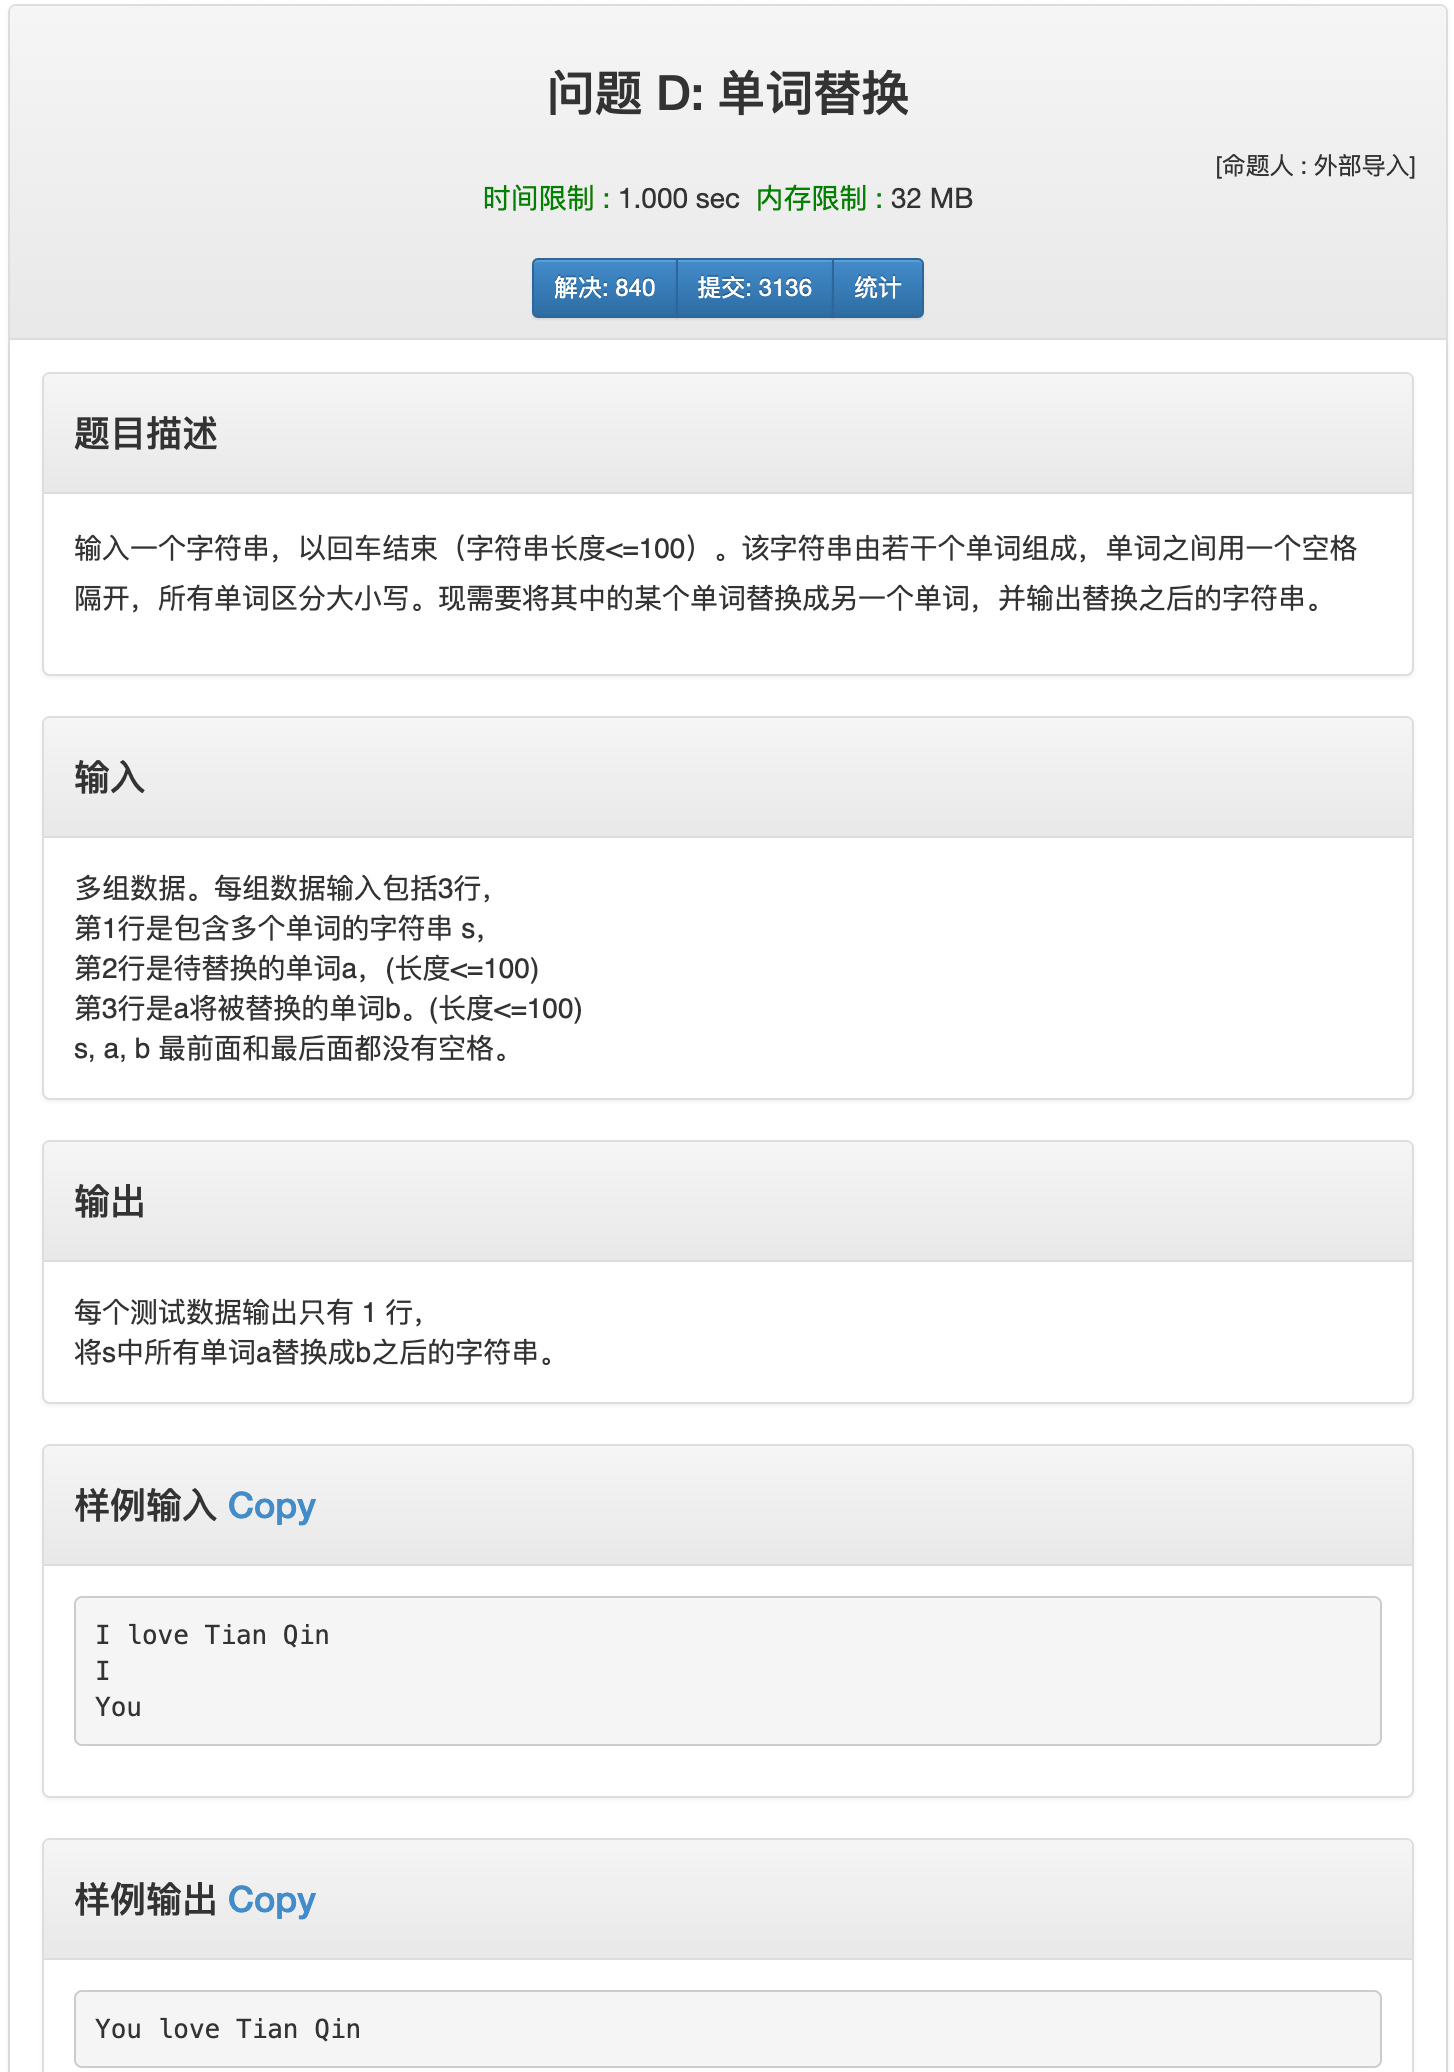 问题 D: 单词替换
[命题人 : 外部导入]
时间限制 : 1.000 sec 内存限制 : 32 MB
解决: 840 提交: 3136 统计
题目描述
输入一个字符串，以回车结束（字符串长度<=100）。该字符串由若干个单词组成，单词之间用一个空格
隔开，所有单词区分大小写。现需要将其中的某个单词替换成另一个单词，并输出替换之后的字符串。
输入
多组数据。每组数据输入包括3行，
第1行是包含多个单词的字符串 s，
第2行是待替换的单词a，(长度<=100)
第3行是a将被替换的单词b。(长度<=100)
s, a, b 最前面和最后面都没有空格。
输出
每个测试数据输出只有 1 行，
将s中所有单词a替换成b之后的字符串。
样例输入 Copy
I love Tian Qin
I
You
样例输出 Copy
You love Tian Qin